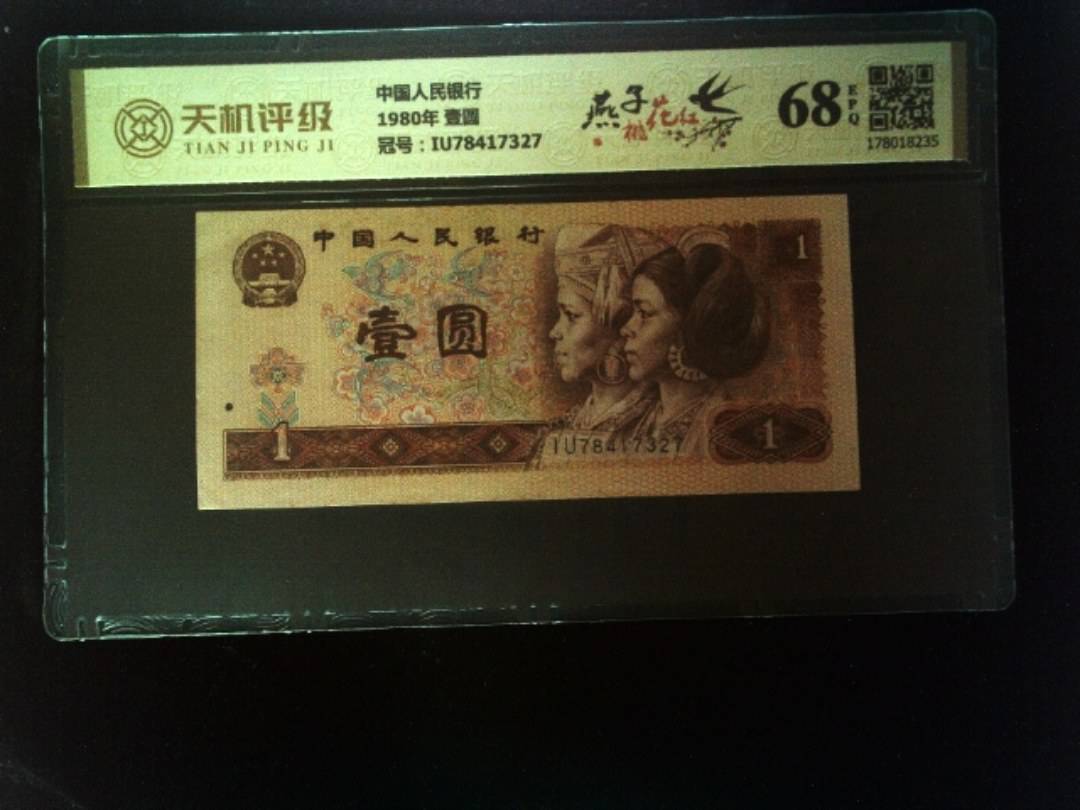 天机评级
TIAN JI PING JI
中国人民银行
1980年 壹圆
冠号：IU78417327
燕子
桃花红
68
EPQ
178018235
中国人民银行
1
壹圆
1
IU78417327
1